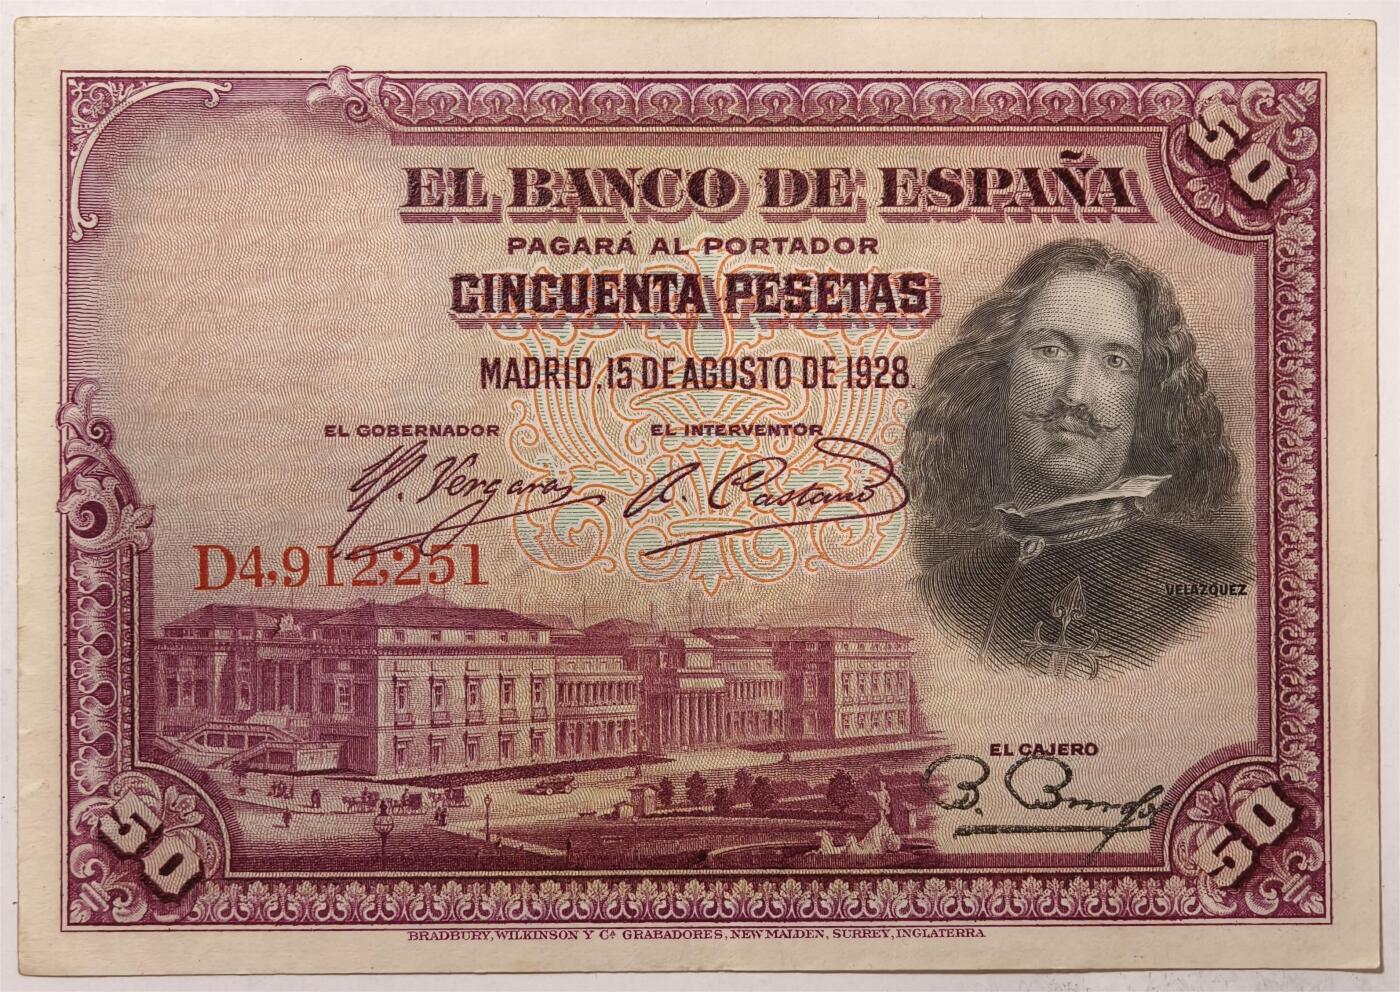 50
EL BANCO DE ESPAÑA
PAGARÁ AL PORTADOR
CINCUENTA PESETAS
MADRID, 15 DE AGOSTO DE 1928.
EL GOBERNADOR
EL INTERVENTOR
D4,912,251
VELAZQUEZ
EL CAJERO
50
50
BRADBURY, WILKINSON Y Cª GRABADORES, NEW MALDEN, SURREY, INGLATERRA